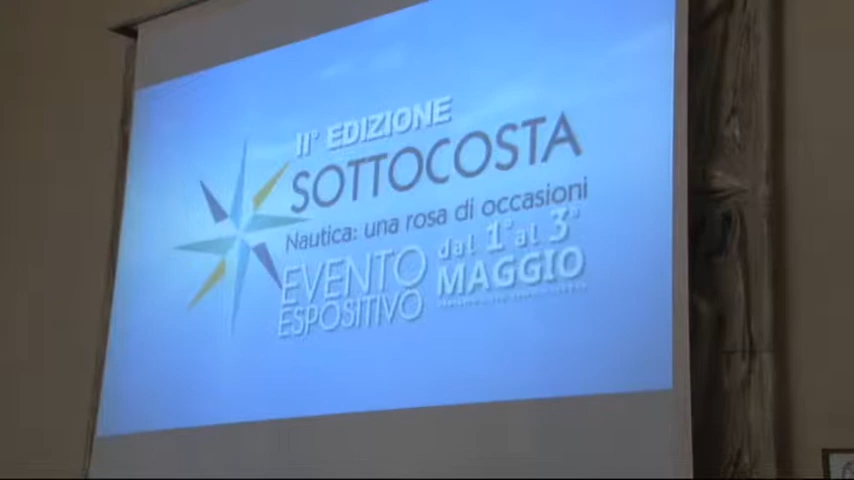 II° EDIZIONE
SOTTOCOSTA
Nautica: una rosa di occasioni
EVENTO
ESPOSITIVO
dal 1° al 3°
MAGGIO